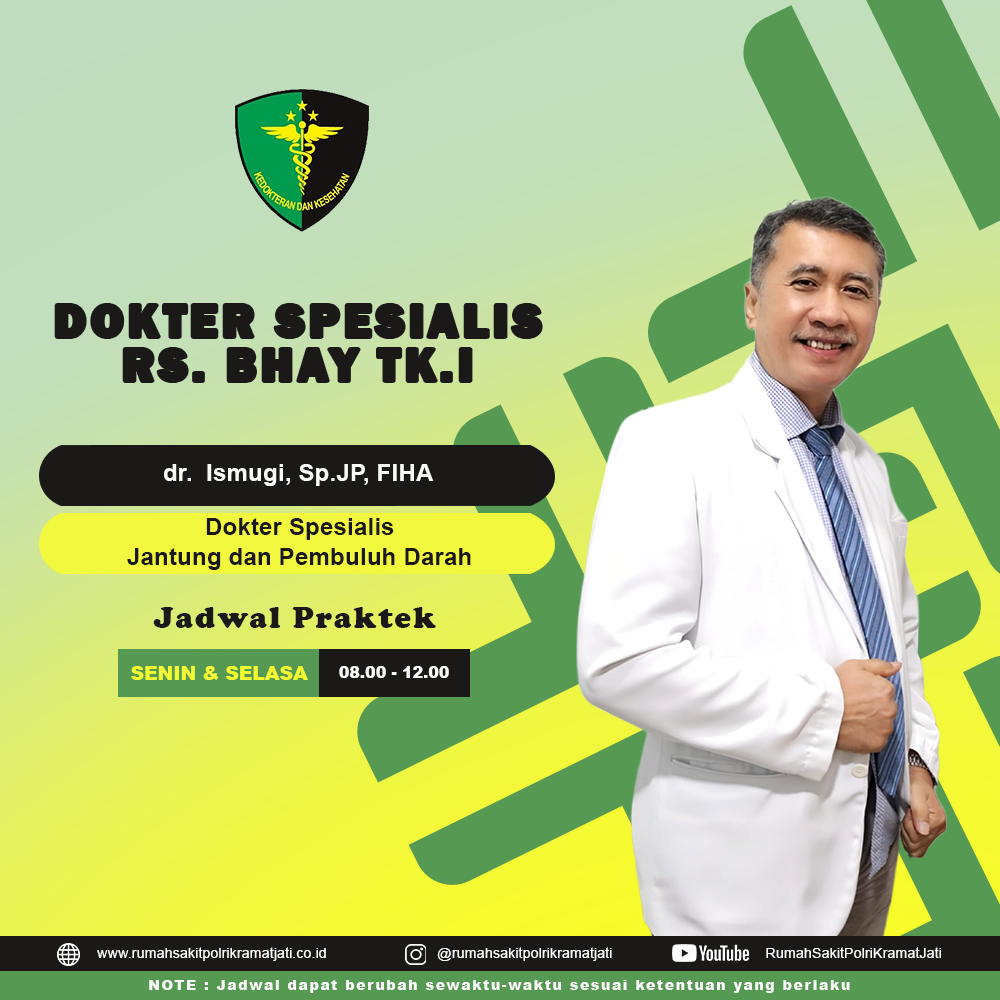 KEDOKTERAN DAN KESEHATAN
DOKTER SPESIALIS
RS. BHAY TK.I
dr.  Ismugi, Sp.JP, FIHA
Dokter Spesialis
Jantung dan Pembuluh Darah
Jadwal Praktek
SENIN & SELASA 08.00 - 12.00
www.rumahsakitpolrikramatjati.co.id @rumahsakitpolrikramatjati YouTube RumahSakitPolriKramatJati
NOTE : Jadwal dapat berubah sewaktu-waktu sesuai ketentuan yang berlaku